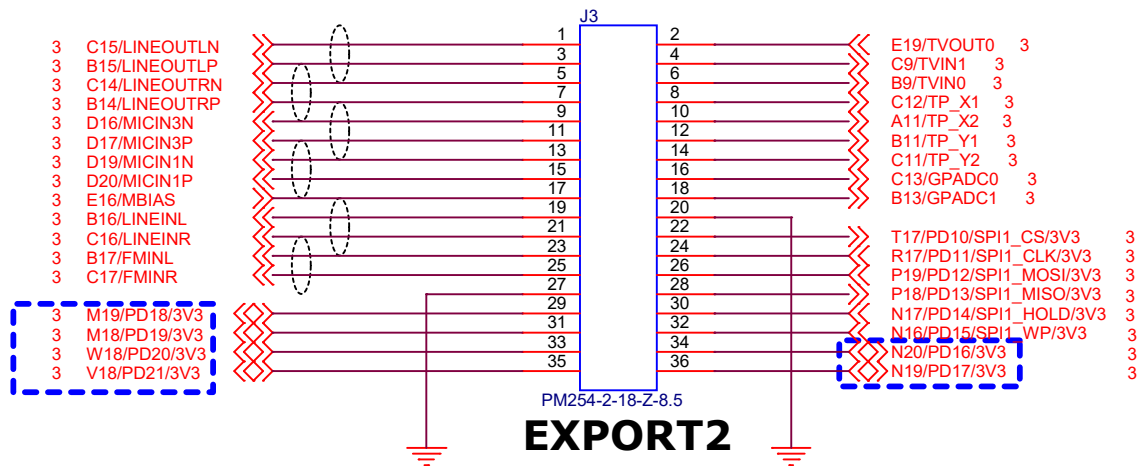 J3
1 2
3 C15/LINEOUTLN E19/TVOUT0 3
3 4
3 B15/LINEOUTLP C9/TVIN1 3
5 6
3 C14/LINEOUTRN B9/TVIN0 3
7 8
3 B14/LINEOUTRP C12/TP_X1 3
9 10
3 D16/MICIN3N A11/TP_X2 3
11 12
3 D17/MICIN3P B11/TP_Y1 3
13 14
3 D19/MICIN1N C11/TP_Y2 3
15 16
3 D20/MICIN1P C13/GPADC0 3
17 18
3 E16/MBIAS B13/GPADC1 3
19 20
3 B16/LINEINL
21 22
3 C16/LINEINR T17/PD10/SPI1_CS/3V3 3
23 24
3 B17/FMINL R17/PD11/SPI1_CLK/3V3 3
25 26
3 C17/FMINR P19/PD12/SPI1_MOSI/3V3 3
27 28
P18/PD13/SPI1_MISO/3V3 3
29 30
3 M19/PD18/3V3 N17/PD14/SPI1_HOLD/3V3 3
31 32
3 M18/PD19/3V3 N16/PD15/SPI1_WP/3V3 3
33 34
3 W18/PD20/3V3 N20/PD16/3V3 3
35 36
3 V18/PD21/3V3 N19/PD17/3V3 3
PM254-2-18-Z-8.5
EXPORT2